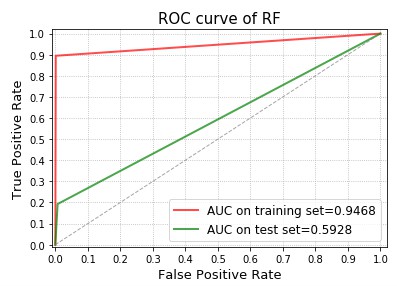 ROC curve of RF
True Positive Rate
1.0
0.9
0.8
0.7
0.6
0.5
0.4
0.3
0.2
0.1
0.0
AUC on training set=0.9468
AUC on test set=0.5928
0.0 0.1 0.2 0.3 0.4 0.5 0.6 0.7 0.8 0.9 1.0
False Positive Rate